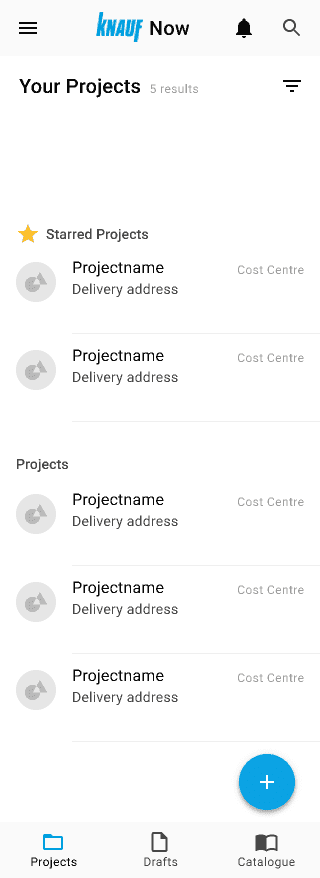 KNAUF Now
Your Projects 5 results
Starred Projects
Projectname Cost Centre
Delivery address
Projectname Cost Centre
Delivery address
Projects
Projectname Cost Centre
Delivery address
Projectname Cost Centre
Delivery address
Projectname Cost Centre
Delivery address
Projects Drafts Catalogue